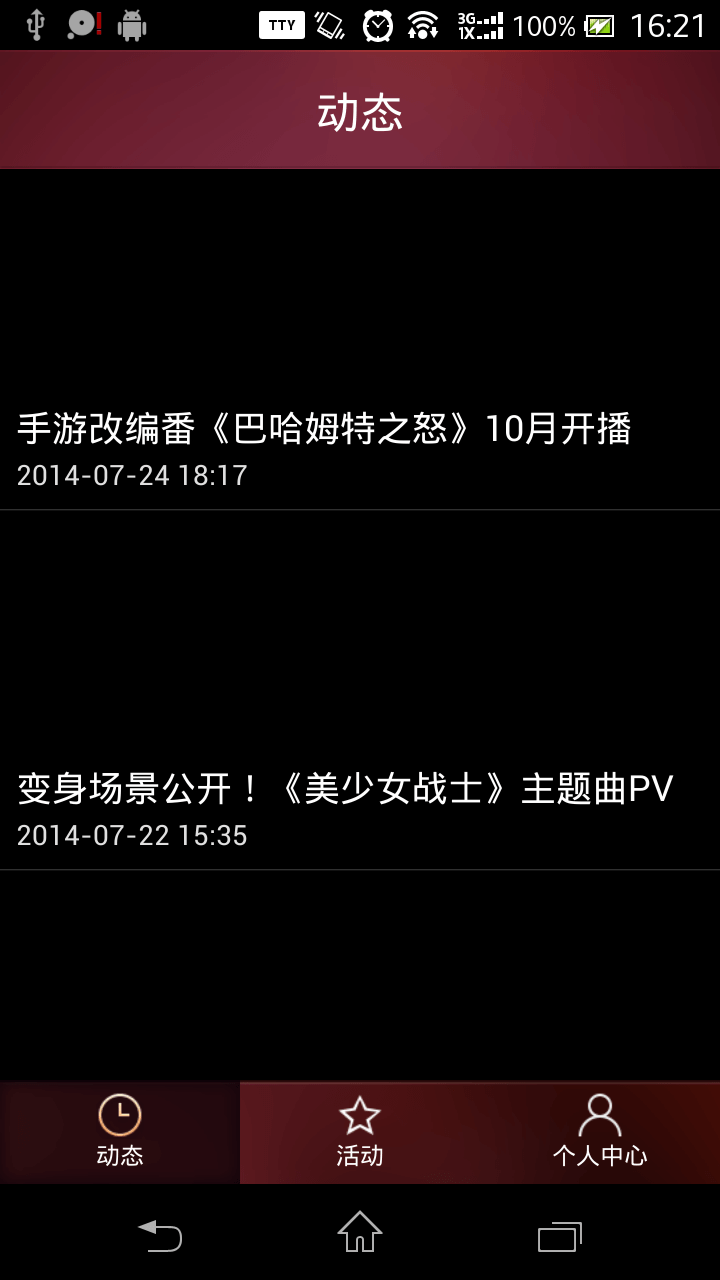 TTY 3G 1X 100% 16:21
动态
手游改编番《巴哈姆特之怒》10月开播
2014-07-24 18:17
变身场景公开！《美少女战士》主题曲PV
2014-07-22 15:35
动态 活动 个人中心